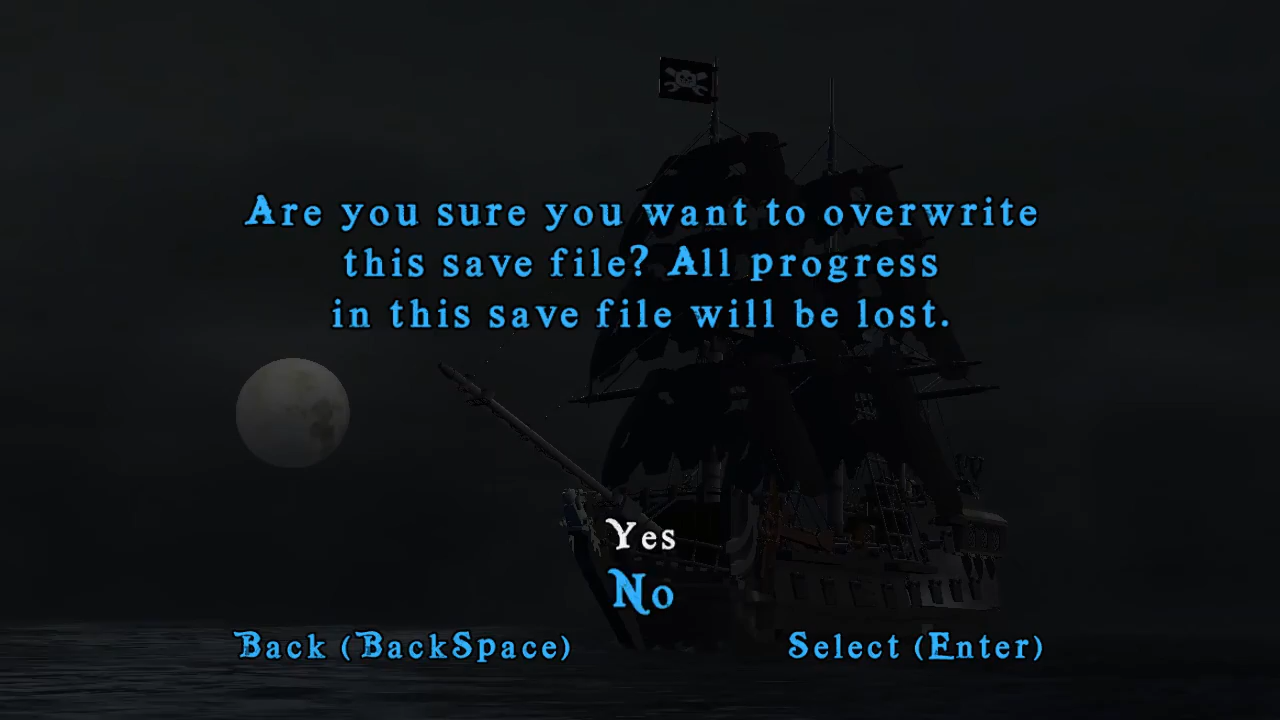 Are you sure you want to overwrite
this save file? All progress
in this save file will be lost.
Yes
No
Back (BackSpace)
Select (Enter)